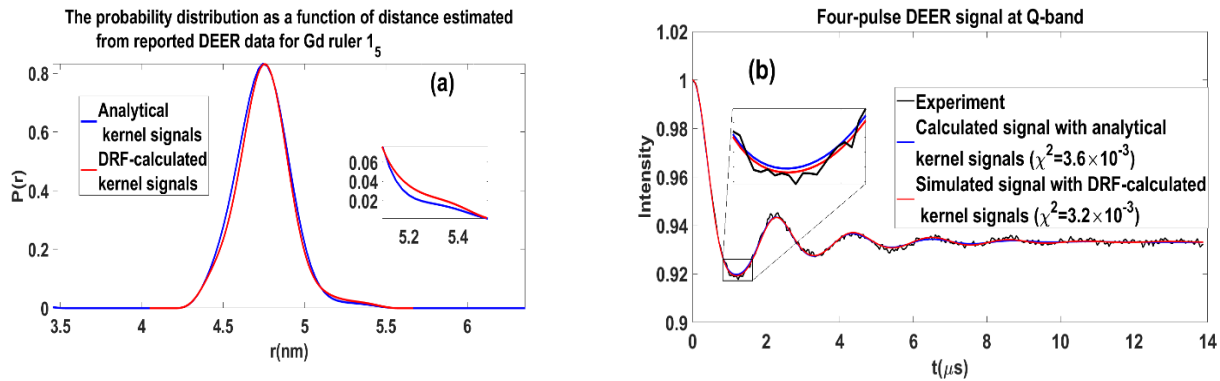 The probability distribution as a function of distance estimated
from reported DEER data for Gd ruler 1₅
(a)
Analytical
kernel signals
DRF-calculated
kernel signals
P(r)
0.8
0.6
0.4
0.2
0
0.06
0.04
0.02
5.2 5.4
3.5 4 4.5 5 5.5 6
r(nm)
Four-pulse DEER signal at Q-band
(b)
Experiment
Calculated signal with analytical
kernel signals (χ²=3.6×10⁻³)
Simulated signal with DRF-calculated
kernel signals (χ²=3.2×10⁻³)
Intensity
1.02
1
0.98
0.96
0.94
0.92
0.9
0 2 4 6 8 10 12 14
t(μs)